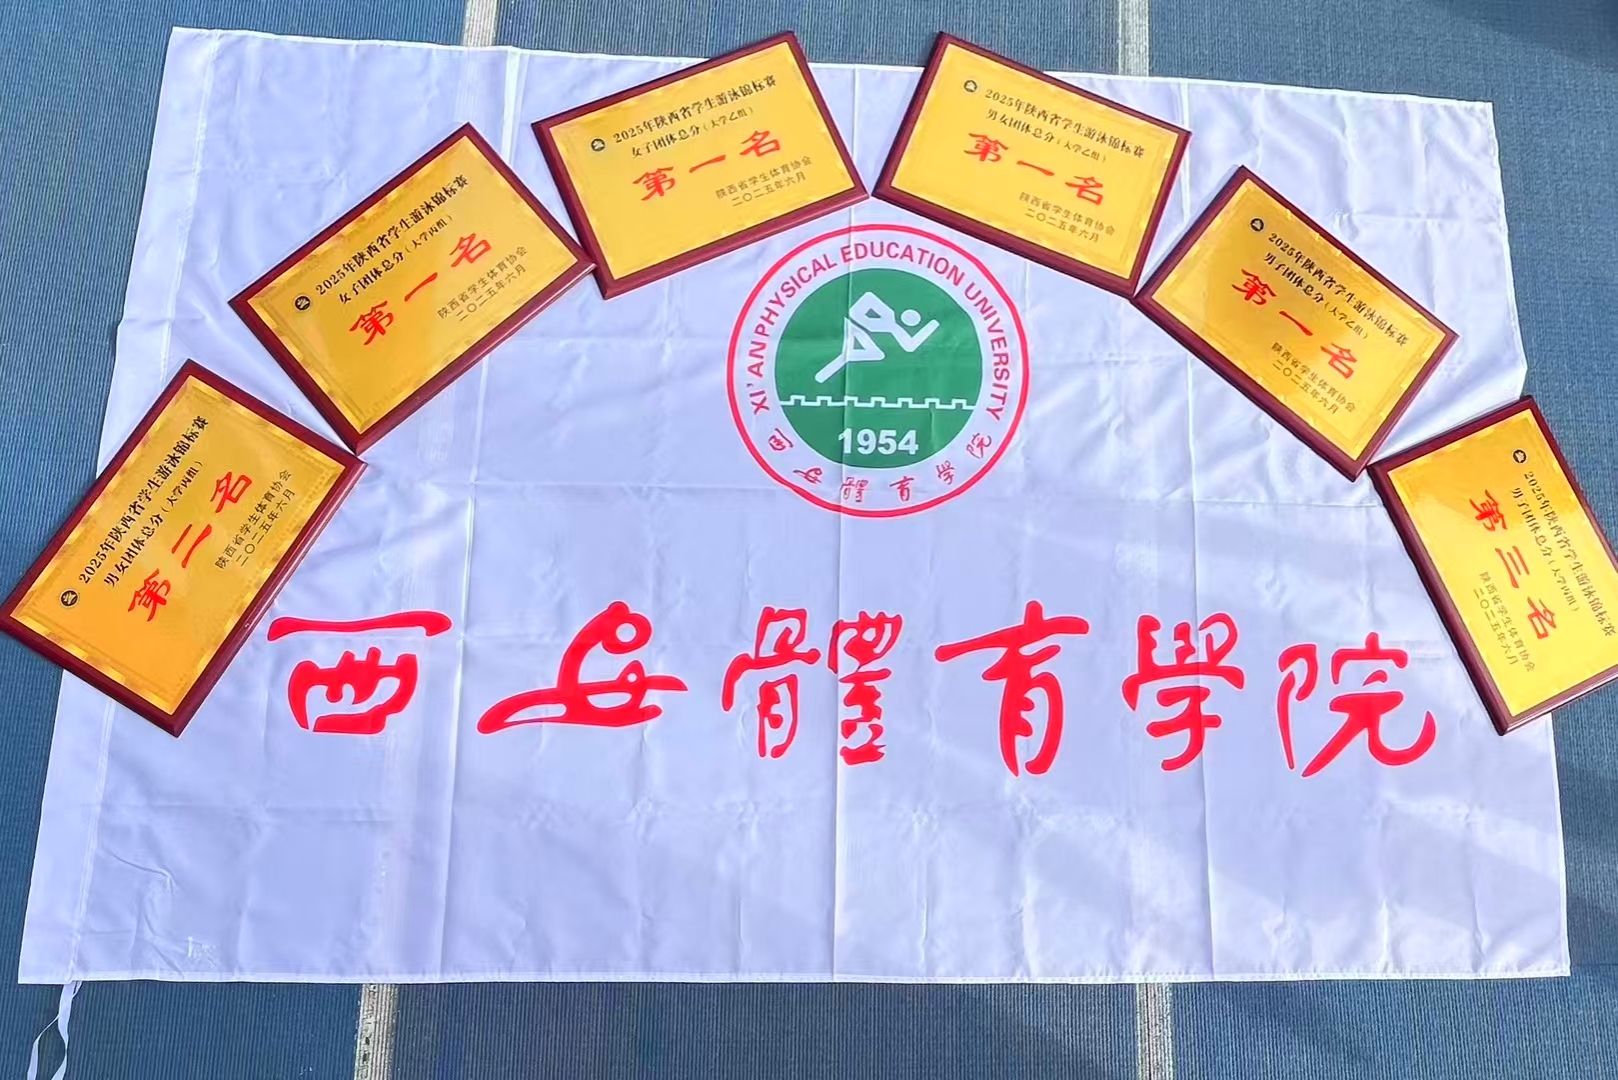 2025年陕西省学生游泳锦标赛
男女团体总分（大学丙组）
第二名
陕西省学生体育协会
二〇二五年六月
2025年陕西省学生游泳锦标赛
女子团体总分（大学丙组）
第一名
陕西省学生体育协会
二〇二五年六月
2025年陕西省学生游泳锦标赛
女子团体总分（大学乙组）
第一名
陕西省学生体育协会
二〇二五年六月
2025年陕西省学生游泳锦标赛
男女团体总分（大学乙组）
第一名
陕西省学生体育协会
二〇二五年六月
2025年陕西省学生游泳锦标赛
男子团体总分（大学乙组）
第一名
陕西省学生体育协会
二〇二五年六月
2025年陕西省学生游泳锦标赛
男子团体总分（大学丙组）
第三名
陕西省学生体育协会
二〇二五年六月
XI'AN PHYSICAL EDUCATION UNIVERSITY
1954
西安體育學院
西安體育學院